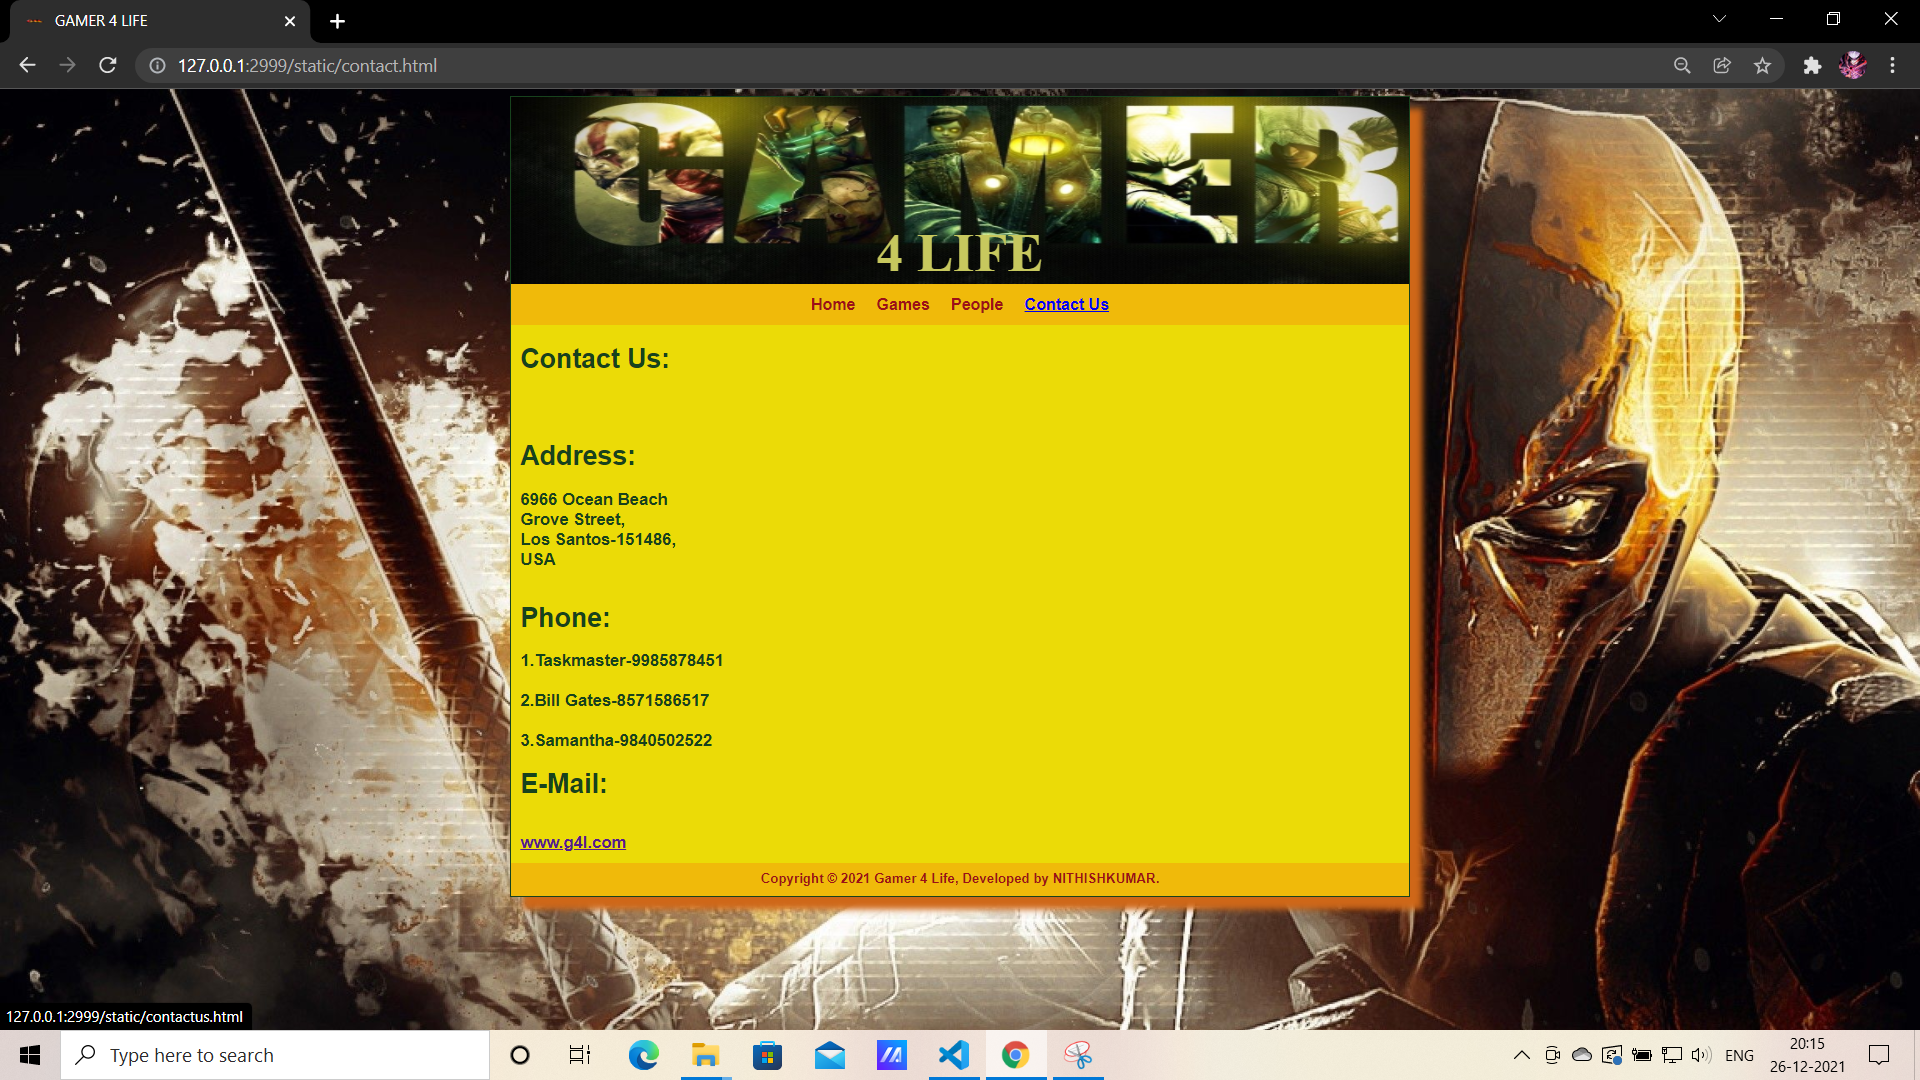 GAMER 4 LIFE
127.0.0.1:2999/static/contact.html
GAMER
4 LIFE
Home Games People Contact Us
Contact Us:
Address:
6966 Ocean Beach
Grove Street,
Los Santos-151486,
USA
Phone:
1.Taskmaster-9985878451
2.Bill Gates-8571586517
3.Samantha-9840502522
E-Mail:
www.g4l.com
Copyright © 2021 Gamer 4 Life, Developed by NITHISHKUMAR.
127.0.0.1:2999/static/contactus.html
Type here to search
ENG
20:15
26-12-2021